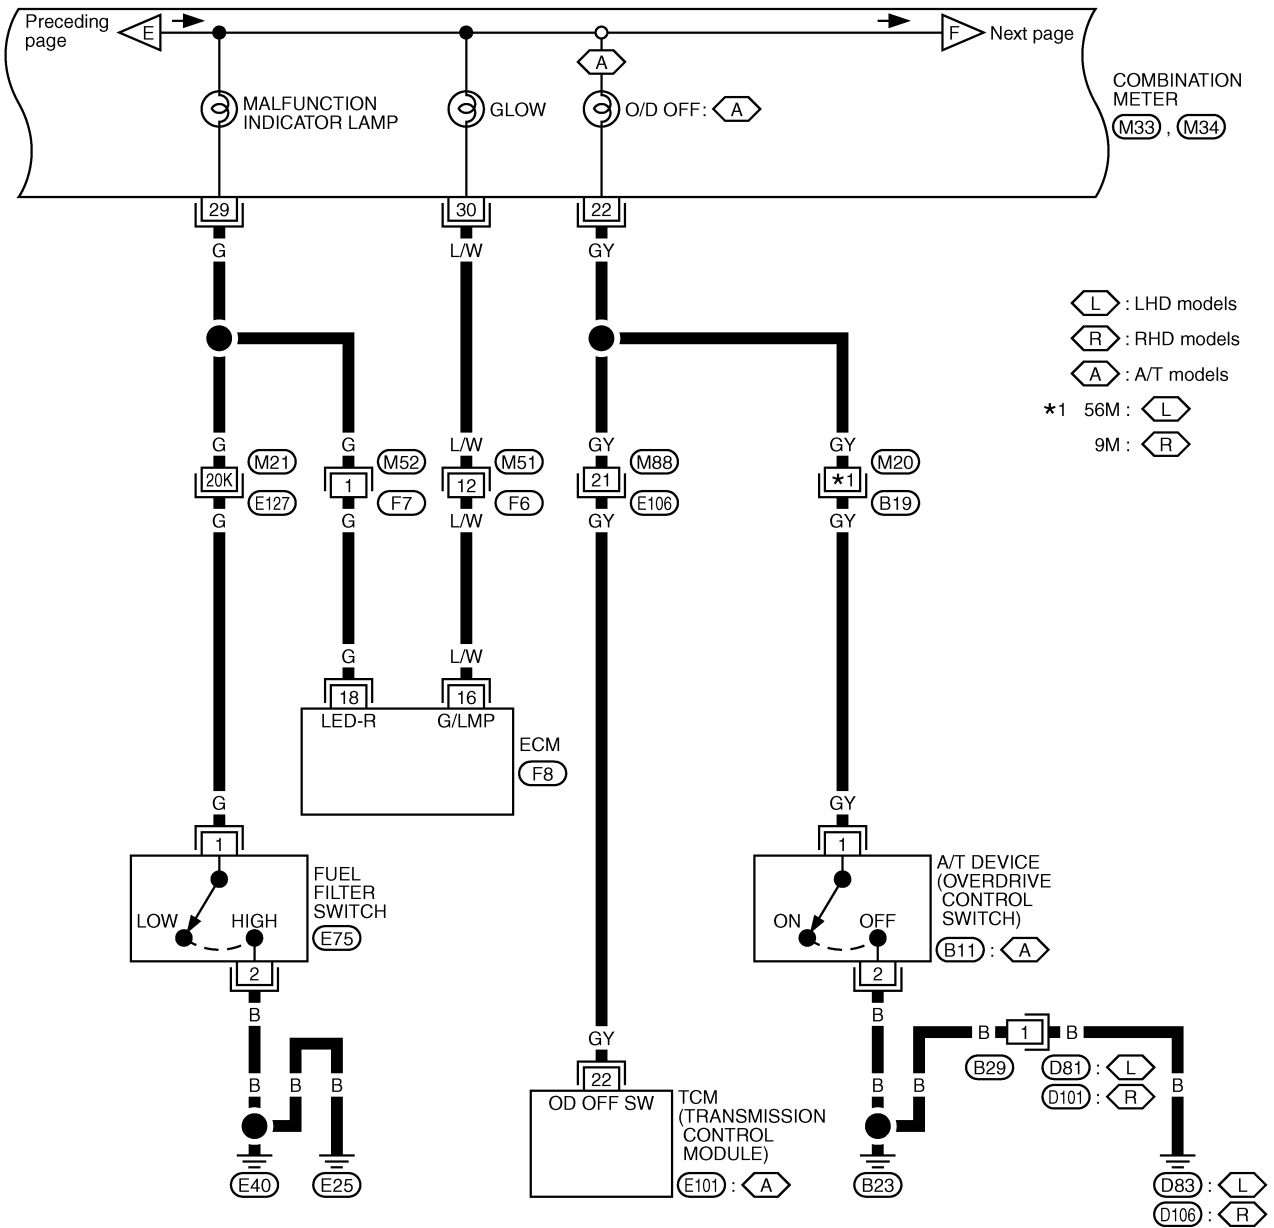 Preceding
page
E
F
Next page
A
MALFUNCTION
INDICATOR LAMP
GLOW
O/D OFF: A
COMBINATION
METER
M33 , M34
29
30
22
G
L/W
GY
L : LHD models
R : RHD models
A : A/T models
*1 56M : L
9M : R
G
G
L/W
GY
GY
M21
M52
M51
M88
M20
20K
1
12
21
*1
E127
F7
F6
E106
B19
G
G
L/W
GY
GY
G
L/W
18
16
LED-R
G/LMP
ECM
F8
G
GY
1
1
FUEL
FILTER
SWITCH
E75
LOW
HIGH
A/T DEVICE
(OVERDRIVE
CONTROL
SWITCH)
B11 : A
ON
OFF
2
2
B
B
B
1
B
GY
B29
D81 : L
D101 : R
22
OD OFF SW
TCM
(TRANSMISSION
CONTROL
MODULE)
E101 : A
B
B
B
B
B
B
E40
E25
B23
D83 : L
D106 : R